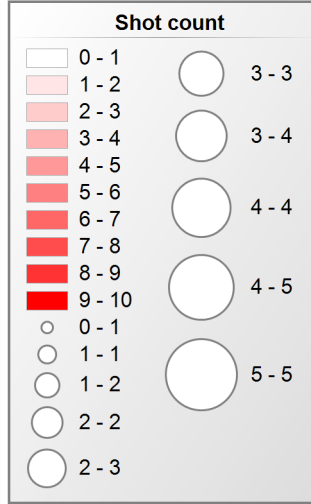 Shot count
0 - 1
1 - 2
2 - 3
3 - 4
4 - 5
5 - 6
6 - 7
7 - 8
8 - 9
9 - 10
0 - 1
1 - 1
1 - 2
2 - 2
2 - 3
3 - 3
3 - 4
4 - 4
4 - 5
5 - 5